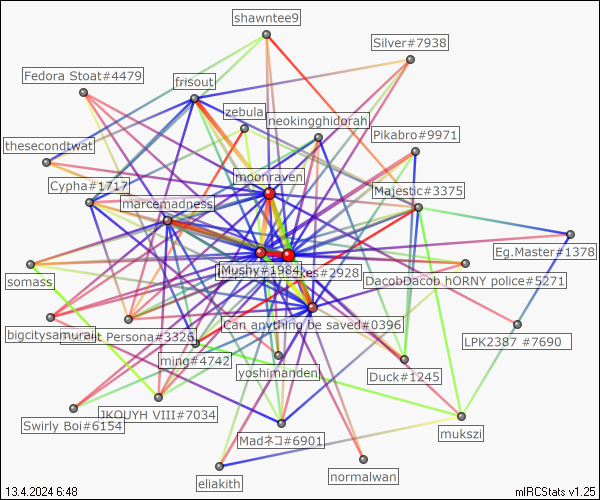 shawntee9
Silver#7938
Fedora Stoat#4479
frisout
zebula
neokingghidorah
Pikabro#9971
thesecondtwat
moonraven
Cypha#1717
Majestic#3375
marcemadness
Eg.Master#1378
Mushy#1984
kes#2928
somass
DacobDacob hORNY police#5271
Can anything be saved#0396
bigcitysamurai
Persona#3326
LPK2387 #7690
ming#4742
yoshimanden
Duck#1245
JKOUYH VIII#7034
Swirly Boi#6154
Madネコ#6901
mukszi
eliakith
normalwan
13.4.2024 6:48
mIRCStats v1.25